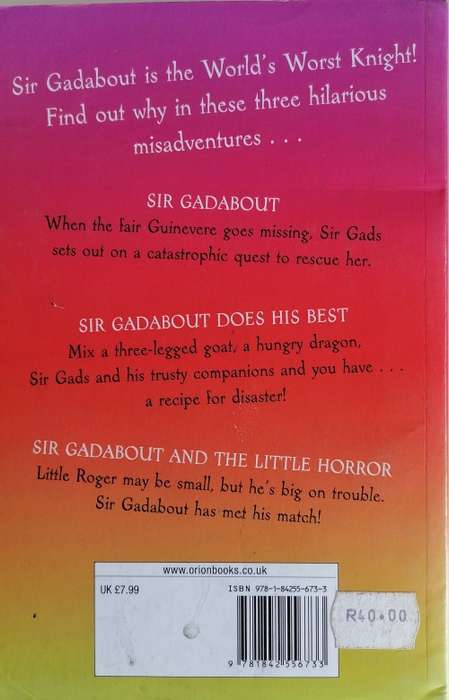 Sir Gadabout is the World's Worst Knight!
Find out why in these three hilarious
misadventures . . .
SIR GADABOUT
When the fair Guinevere goes missing, Sir Gads
sets out on a catastrophic quest to rescue her.
SIR GADABOUT DOES HIS BEST
Mix a three-legged goat, a hungry dragon,
Sir Gads and his trusty companions and you have . . .
a recipe for disaster!
SIR GADABOUT AND THE LITTLE HORROR
Little Roger may be small, but he's big on trouble.
Sir Gadabout has met his match!
www.orionbooks.co.uk
UK £7.99
ISBN 978-1-84255-673-3
R40.00
9 781842 556733